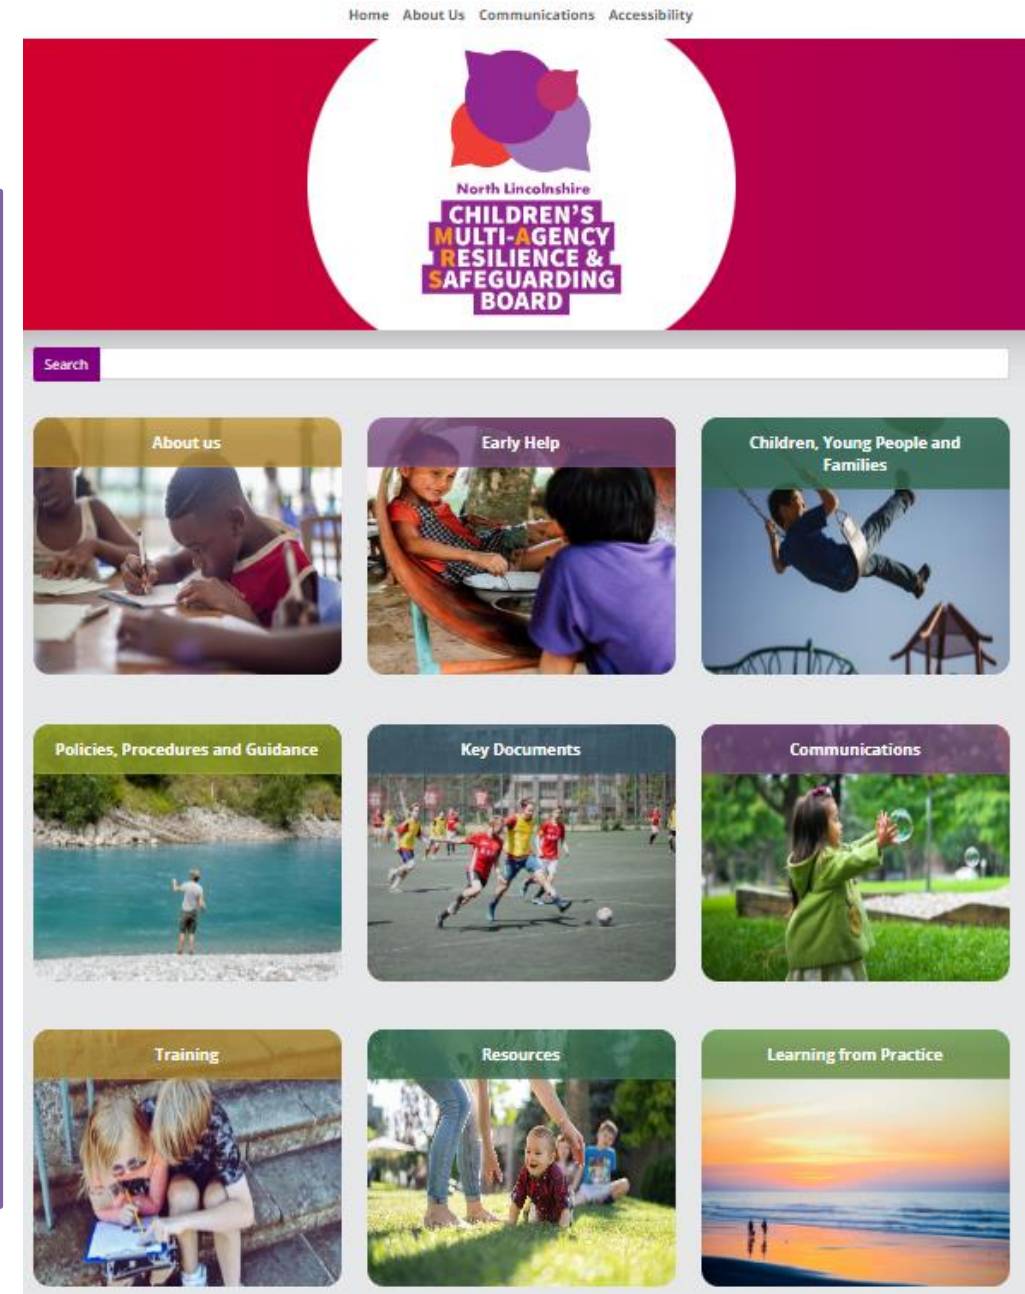 Home About Us Communications Accessibility
North Lincolnshire
CHILDREN'S
MULTI-AGENCY
RESILIENCE &
SAFEGUARDING
BOARD
Search
About us
Early Help
Children, Young People and
Families
Policies, Procedures and Guidance
Key Documents
Communications
Training
Resources
Learning from Practice